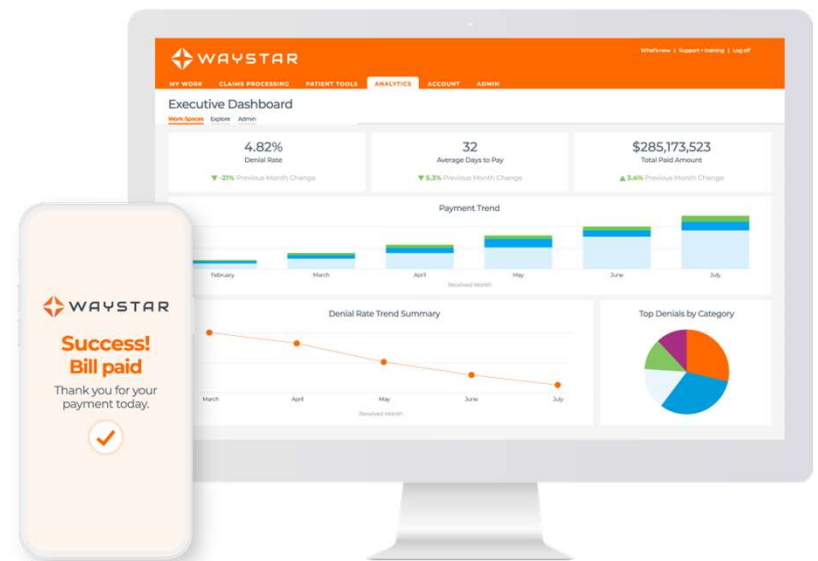 WAYSTAR
What's new | Support + training | Log off
MY WORK CLAIMS PROCESSING PATIENT TOOLS ANALYTICS ACCOUNT ADMIN
Executive Dashboard
Work Spaces Explore Admin
4.82%
Denial Rate
▼ -21% Previous Month Change
32
Average Days to Pay
▼ 5.3% Previous Month Change
$285,173,523
Total Paid Amount
▲ 3.4% Previous Month Change
Payment Trend
February March April May June July
Received Month
Denial Rate Trend Summary
March April May June July
Received Month
Top Denials by Category
WAYSTAR
Success!
Bill paid
Thank you for your
payment today.